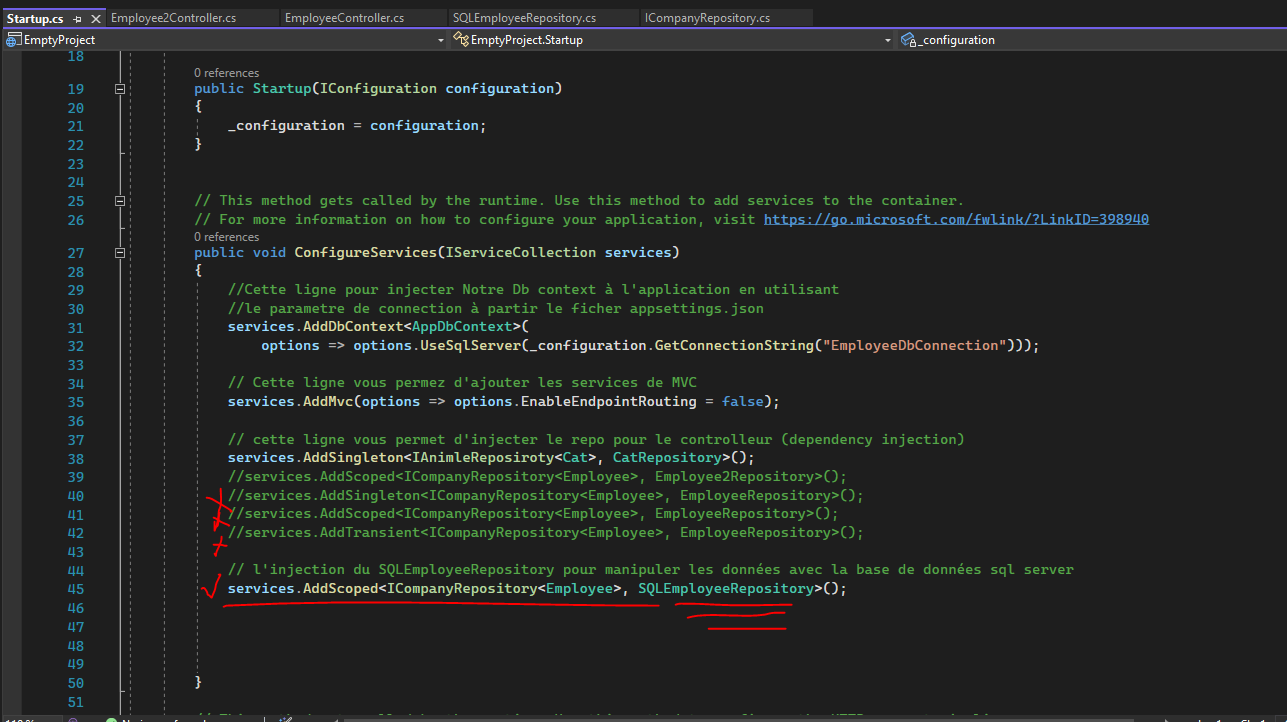 Startup.cs Employee2Controller.cs EmployeeController.cs SQLEmployeeRepository.cs ICompanyRepository.cs
EmptyProject EmptyProject.Startup _configuration
18
0 references
19 public Startup(IConfiguration configuration)
20 {
21 _configuration = configuration;
22 }
23
24
25 // This method gets called by the runtime. Use this method to add services to the container.
26 // For more information on how to configure your application, visit https://go.microsoft.com/fwlink/?LinkID=398940
0 references
27 public void ConfigureServices(IServiceCollection services)
28 {
29 //Cette ligne pour injecter Notre Db context à l'application en utilisant
30 //le parametre de connection à partir le ficher appsettings.json
31 services.AddDbContext<AppDbContext>(
32 options => options.UseSqlServer(_configuration.GetConnectionString("EmployeeDbConnection")));
33
34 // Cette ligne vous permez d'ajouter les services de MVC
35 services.AddMvc(options => options.EnableEndpointRouting = false);
36
37 // cette ligne vous permet d'injecter le repo pour le controlleur (dependency injection)
38 services.AddSingleton<IAnimleReposiroty<Cat>, CatRepository>();
39 //services.AddScoped<ICompanyRepository<Employee>, Employee2Repository>();
40 //services.AddSingleton<ICompanyRepository<Employee>, EmployeeRepository>();
41 //services.AddScoped<ICompanyRepository<Employee>, EmployeeRepository>();
42 //services.AddTransient<ICompanyRepository<Employee>, EmployeeRepository>();
43
44 // l'injection du SQLEmployeeRepository pour manipuler les données avec la base de données sql server
45 services.AddScoped<ICompanyRepository<Employee>, SQLEmployeeRepository>();
46
47
48
49
50 }
51